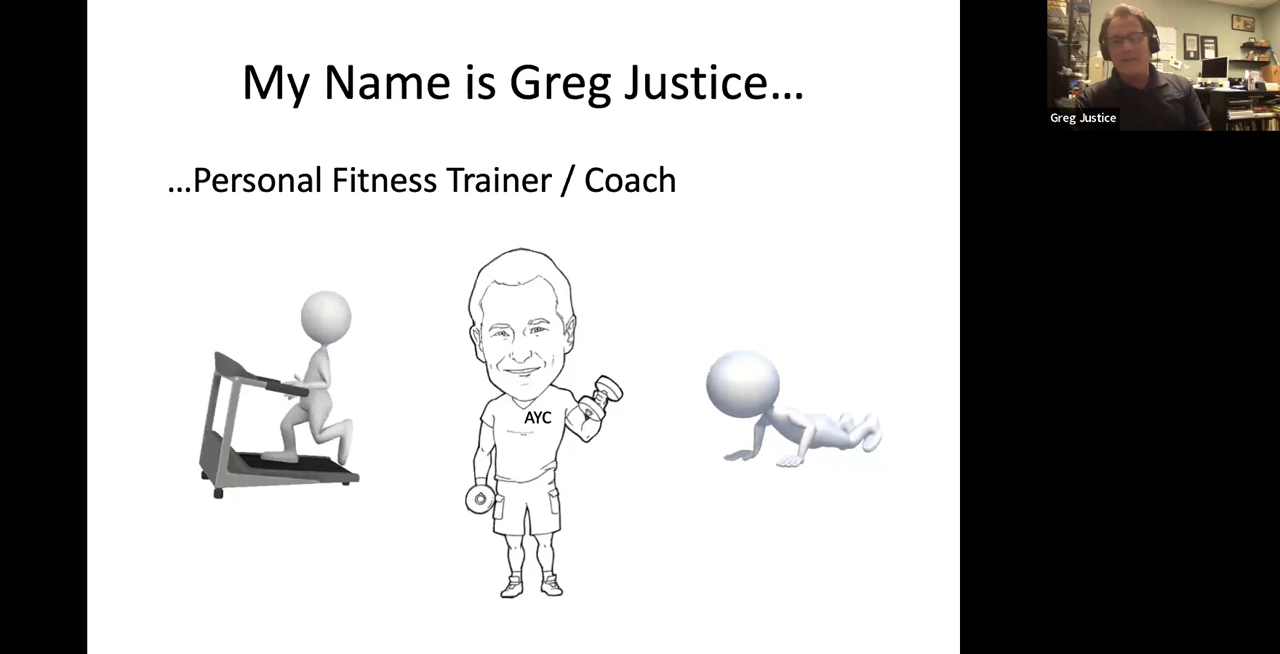 My Name is Greg Justice…
…Personal Fitness Trainer / Coach
AYC
Greg Justice